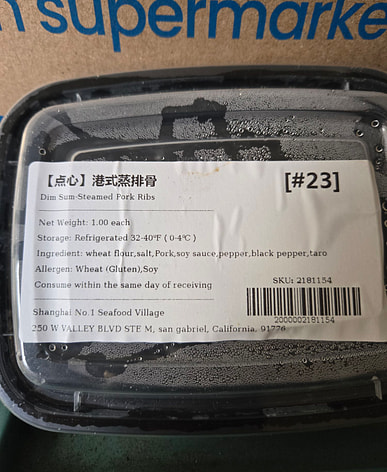 supermarke
【点心】港式蒸排骨
[#23]
Dim Sum-Steamed Pork Ribs
Net Weight: 1.00 each
Storage: Refrigerated 32-40℉ ( 0-4℃ )
Ingredient: wheat flour,salt,Pork,soy sauce,pepper,black pepper,taro
Allergen: Wheat (Gluten),Soy
Consume within the same day of receiving
SKU: 2181154
2000002181154
Shanghai No.1 Seafood Village
250 W VALLEY BLVD STE M, san gabriel, California. 91776